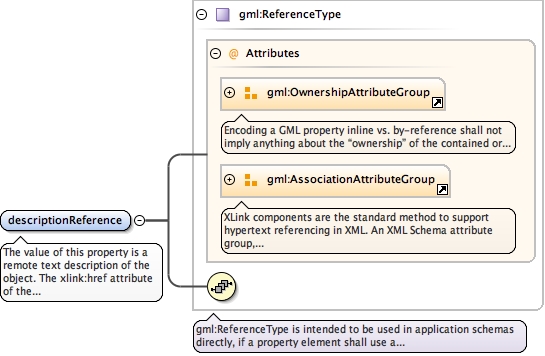 gml:ReferenceType
@ Attributes
gml:OwnershipAttributeGroup
Encoding a GML property inline vs. by-reference shall not
imply anything about the “ownership” of the contained or...
gml:AssociationAttributeGroup
XLink components are the standard method to support
hypertext referencing in XML. An XML Schema attribute
group,...
descriptionReference
The value of this property is a
remote text description of the
object. The xlink:href attribute
of the...
gml:ReferenceType is intended to be used in application schemas
directly, if a property element shall use a...